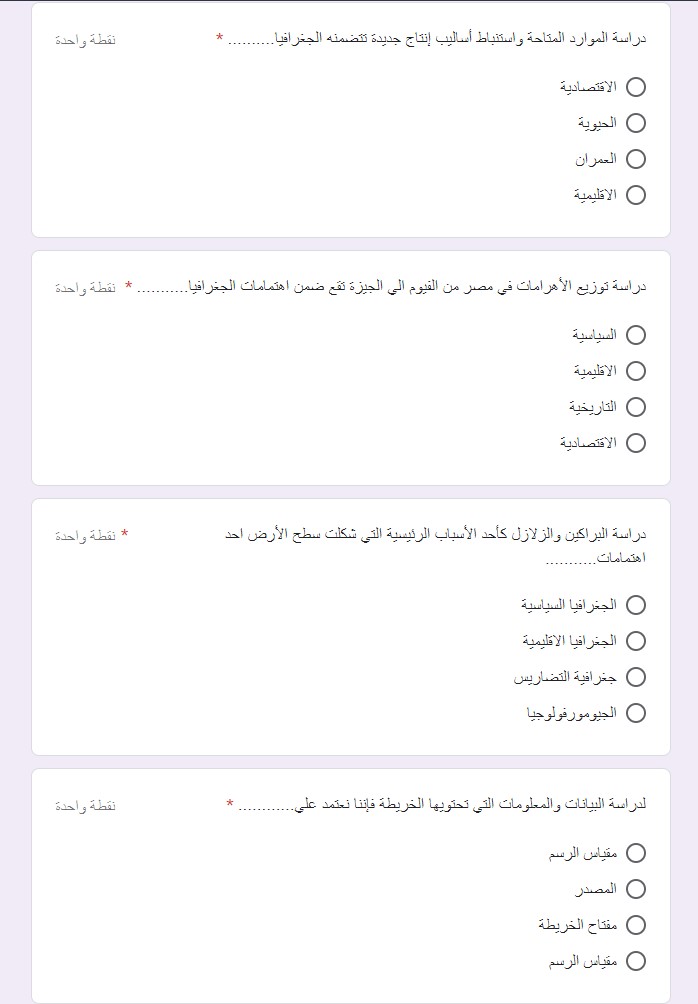 دراسة الموارد المتاحة واستنباط أساليب إنتاج جديدة تتضمنه الجغرافيا.......... * نقطة واحدة
الاقتصادية
الحيوية
العمران
الاقليمية
دراسة توزيع الأهرامات في مصر من الفيوم الي الجيزة تقع ضمن اهتمامات الجغرافيا........... * نقطة واحدة
السياسية
الاقليمية
التاريخية
الاقتصادية
دراسة البراكين والزلازل كأحد الأسباب الرئيسية التي شكلت سطح الأرض احد * نقطة واحدة
اهتمامات...........
الجغرافيا السياسية
الجغرافيا الاقليمية
جغرافية التضاريس
الجيومورفولوجيا
لدراسة البيانات والمعلومات التي تحتويها الخريطة فإننا نعتمد علي............ * نقطة واحدة
مقياس الرسم
المصدر
مفتاح الخريطة
مقياس الرسم